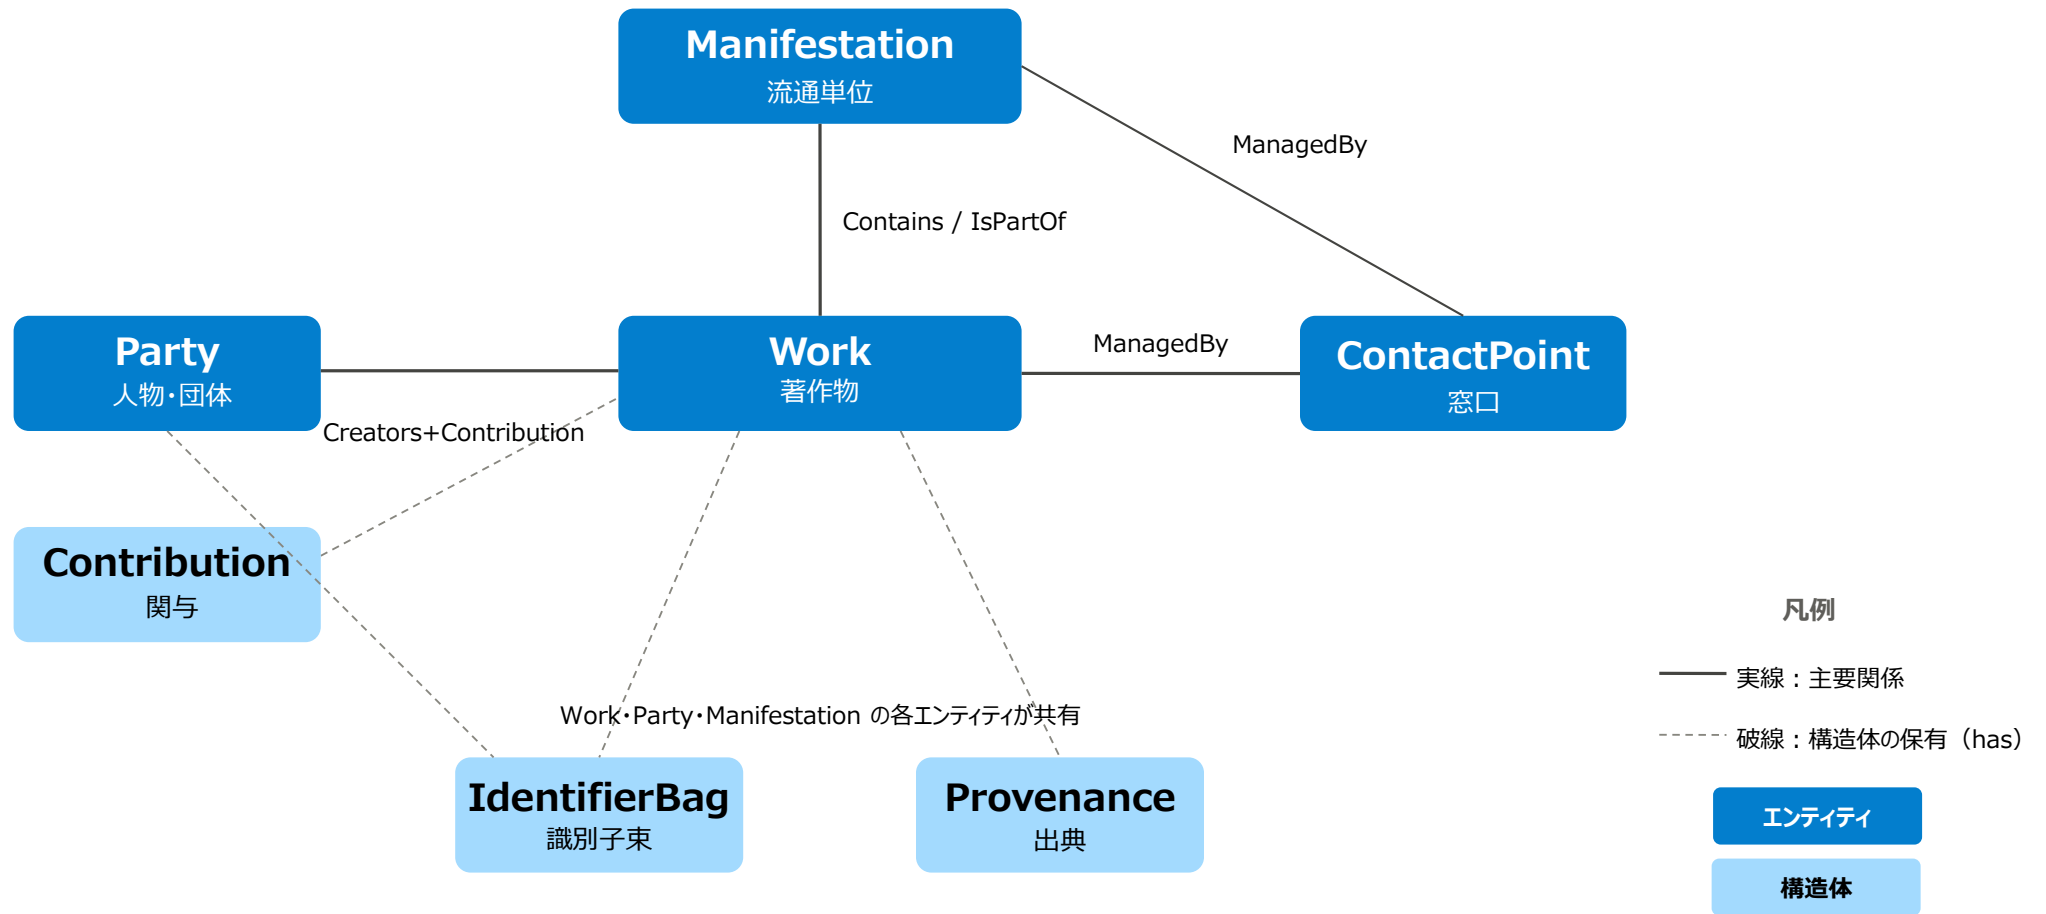 Manifestation
流通単位
ManagedBy
Contains / IsPartOf
Party
人物・団体
Work
著作物
ManagedBy
ContactPoint
窓口
Creators+Contribution
Contribution
関与
凡例
実線：主要関係
破線：構造体の保有（has）
Work・Party・Manifestation の各エンティティが共有
IdentifierBag
識別子束
Provenance
出典
エンティティ
構造体